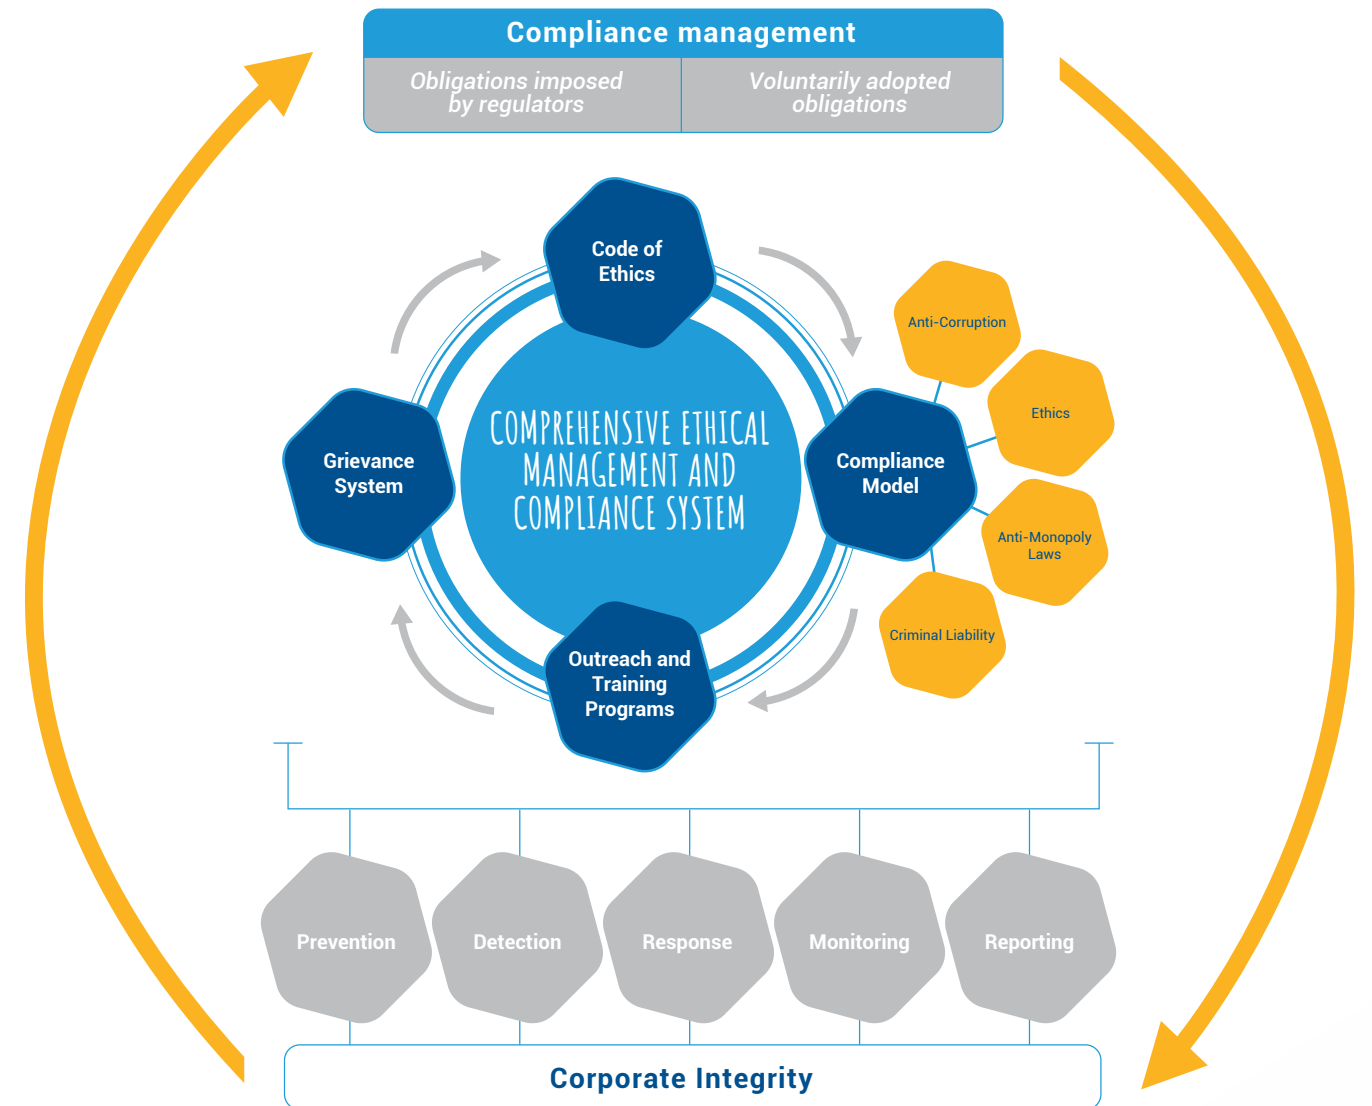 Compliance management
Obligations imposed
by regulators
Voluntarily adopted
obligations
Code of
Ethics
Anti-Corruption
Ethics
COMPREHENSIVE ETHICAL
MANAGEMENT AND
COMPLIANCE SYSTEM
Grievance
System
Compliance
Model
Anti-Monopoly
Laws
Criminal Liability
Outreach and
Training
Programs
Prevention
Detection
Response
Monitoring
Reporting
Corporate Integrity